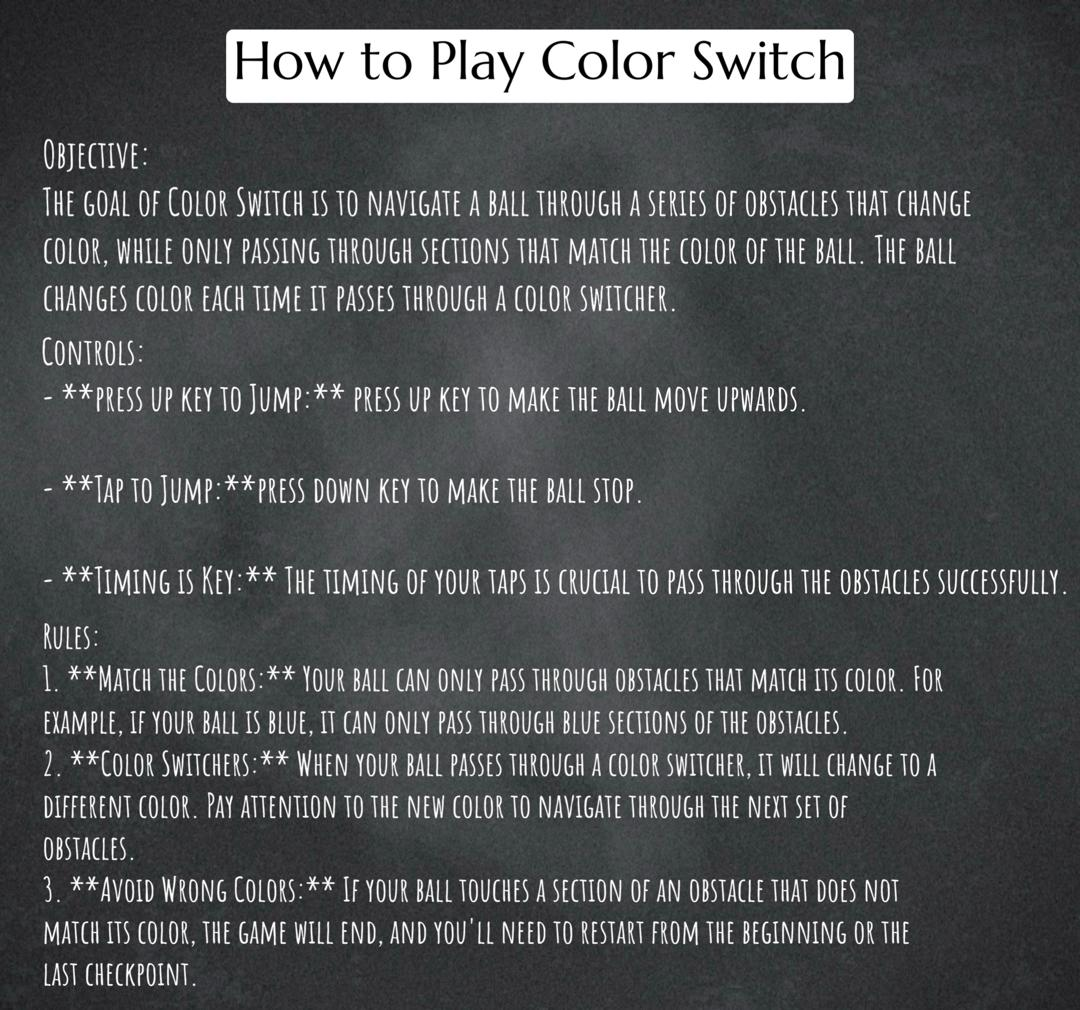 How to Play Color Switch
Objective:
The goal of Color Switch is to navigate a ball through a series of obstacles that change
color, while only passing through sections that match the color of the ball. The ball
changes color each time it passes through a color switcher.
Controls:
- **press up key to Jump:** press up key to make the ball move upwards.
- **Tap to Jump:**press down key to make the ball stop.
- **Timing is Key:** The timing of your taps is crucial to pass through the obstacles successfully.
Rules:
1. **Match the Colors:** Your ball can only pass through obstacles that match its color. For
example, if your ball is blue, it can only pass through blue sections of the obstacles.
2. **Color Switchers:** When your ball passes through a color switcher, it will change to a
different color. Pay attention to the new color to navigate through the next set of
obstacles.
3. **Avoid Wrong Colors:** If your ball touches a section of an obstacle that does not
match its color, the game will end, and you'll need to restart from the beginning or the
last checkpoint.